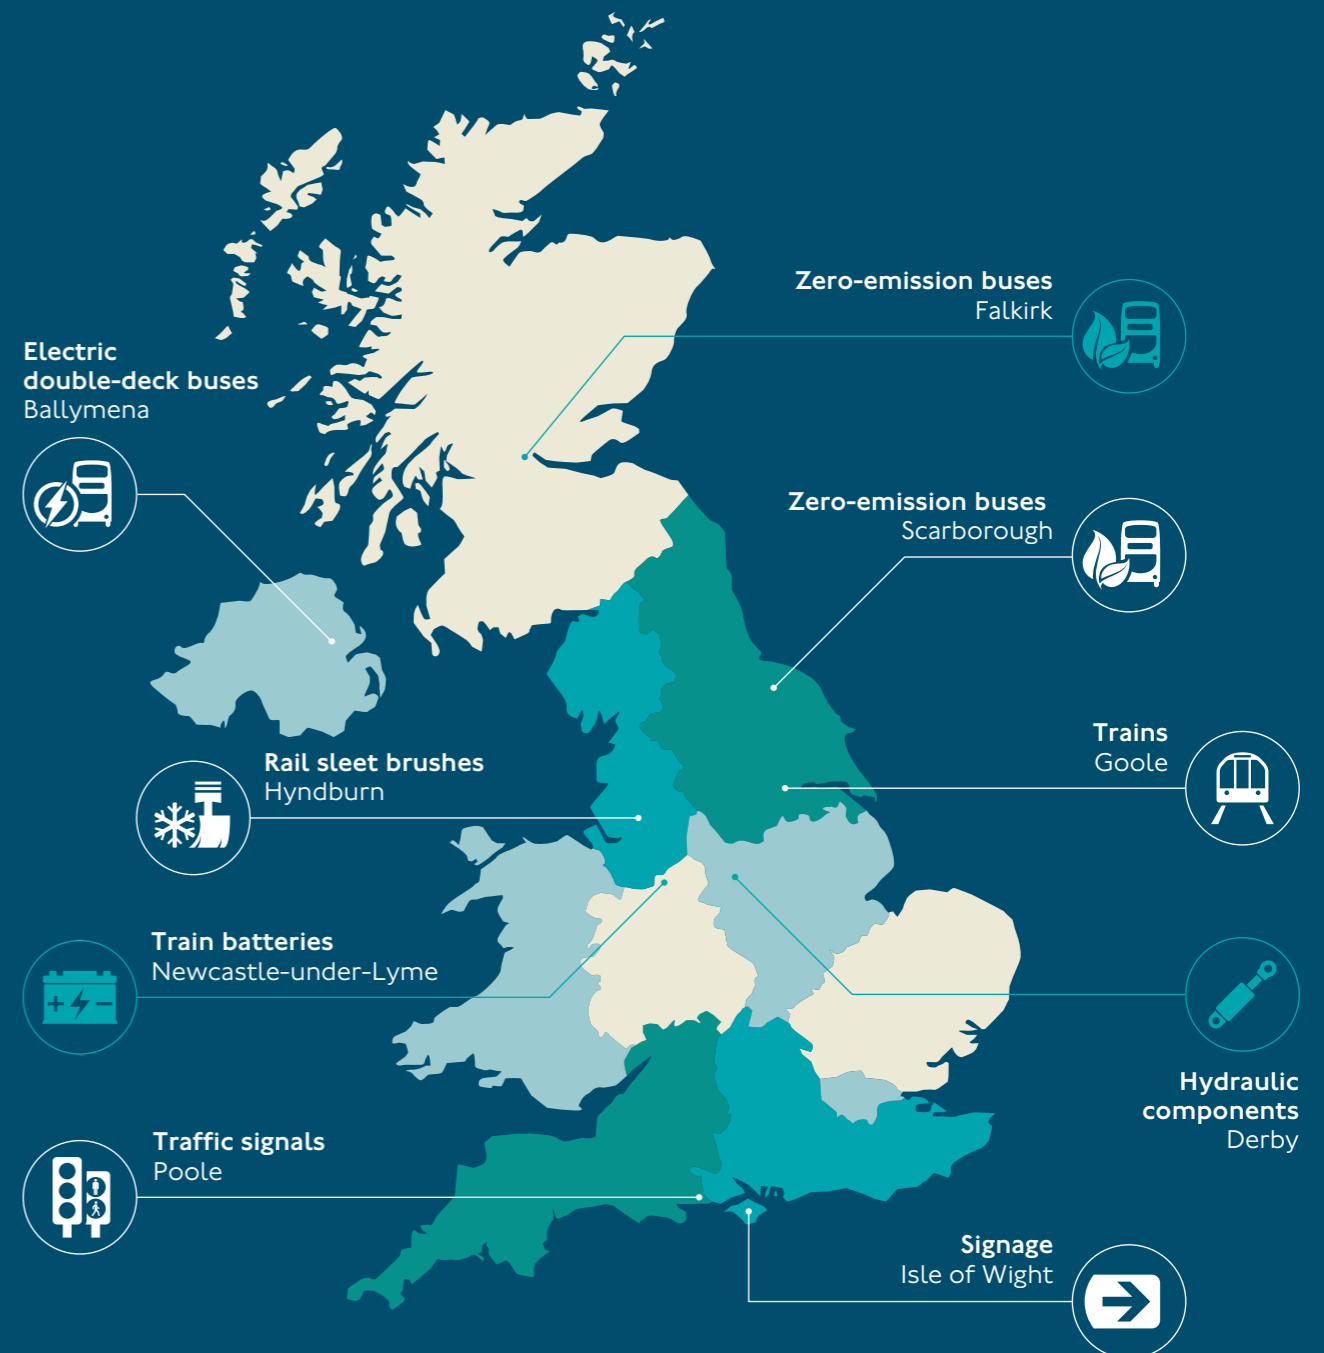 Zero-emission buses
Falkirk
Electric
double-deck buses
Ballymena
Zero-emission buses
Scarborough
Trains
Goole
Rail sleet brushes
Hyndburn
Train batteries
Newcastle-under-Lyme
Hydraulic
components
Derby
Traffic signals
Poole
Signage
Isle of Wight